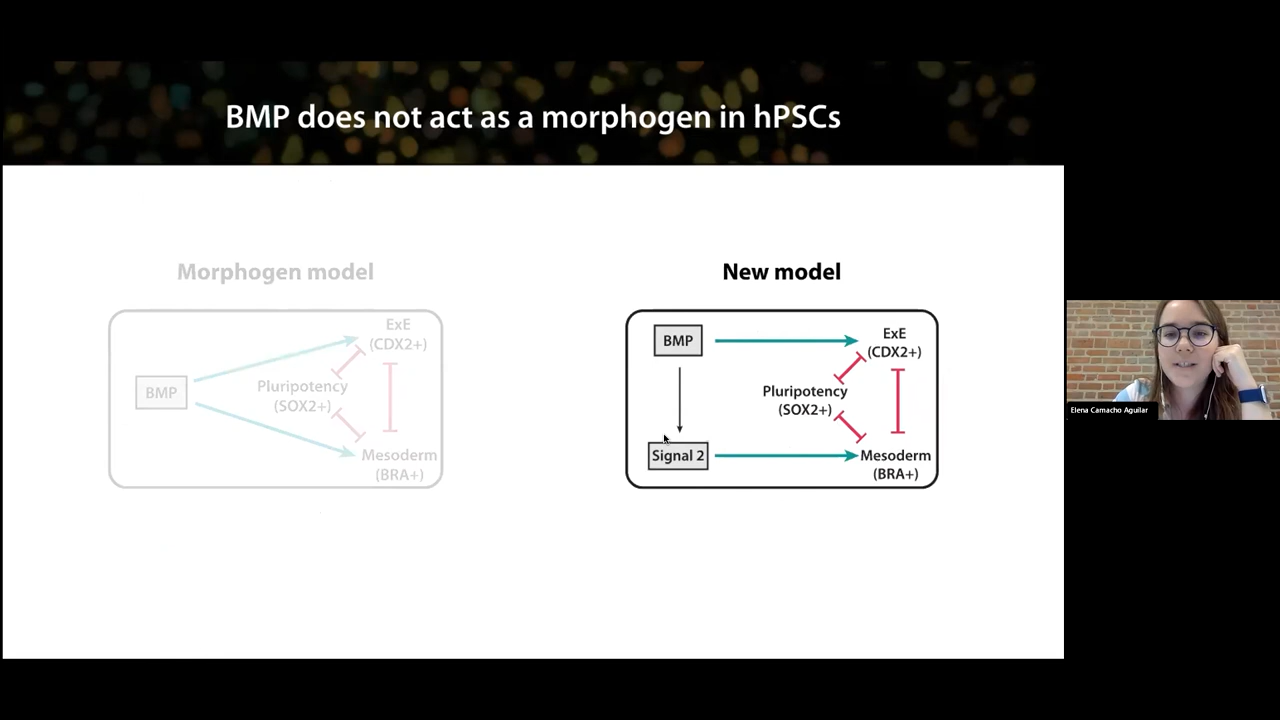 BMP does not act as a morphogen in hPSCs
Morphogen model
BMP
ExE
(CDX2+)
Pluripotency
(SOX2+)
Mesoderm
(BRA+)
New model
BMP
Signal 2
ExE
(CDX2+)
Pluripotency
(SOX2+)
Mesoderm
(BRA+)
Elena Camacho Aguilar